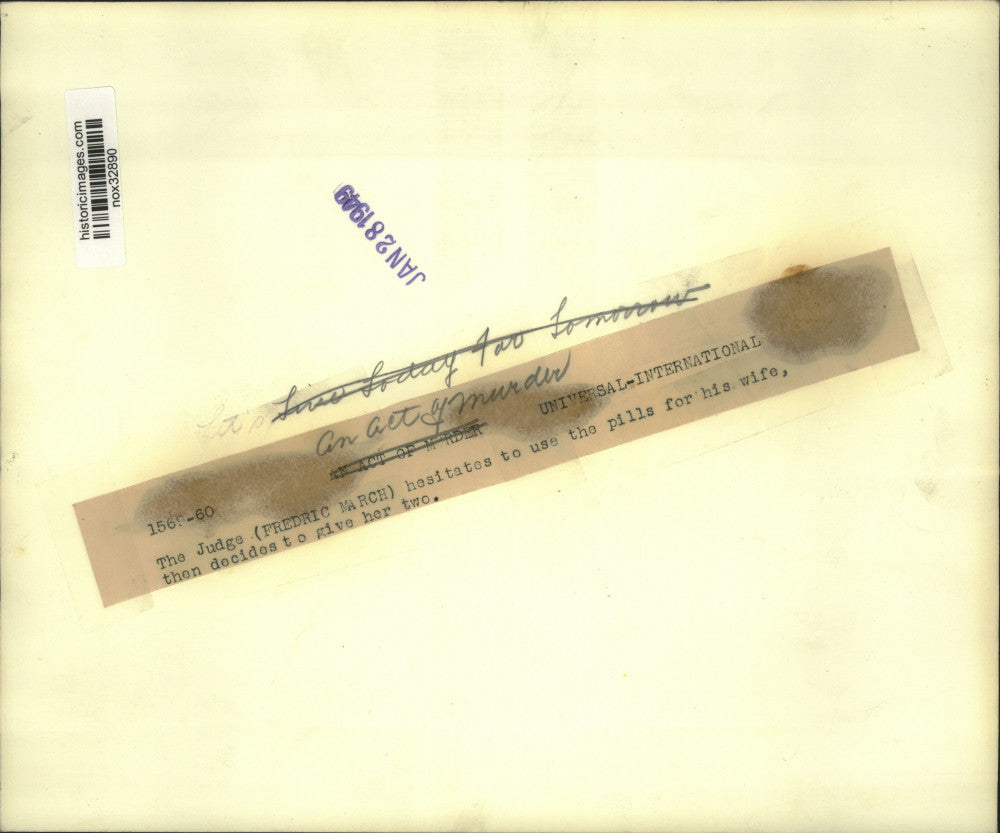 historicimages.com
nox32890
JAN 28 1949
Live Today For Tomorrow
An Act of Murder
AN ACT OF MURDER UNIVERSAL-INTERNATIONAL
1569-60
The Judge (FREDRIC MARCH) hesitates to use the pills for his wife,
then decides to give her two.